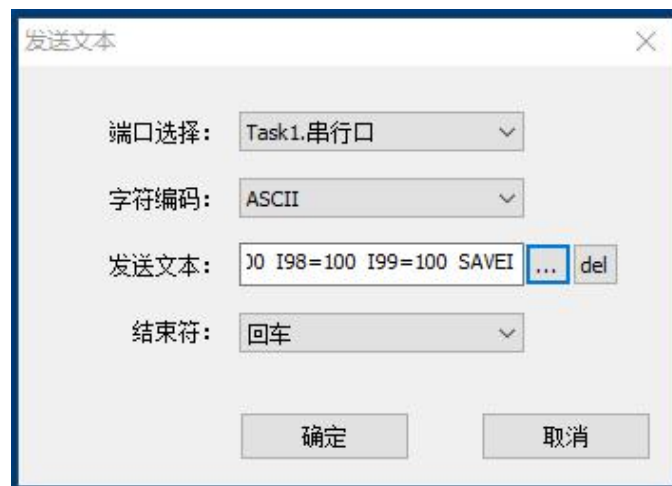 发送文本
端口选择： Task1.串行口
字符编码： ASCII
发送文本： I98=100 I99=100 SAVEI ... del
结束符： 回车
确定 取消